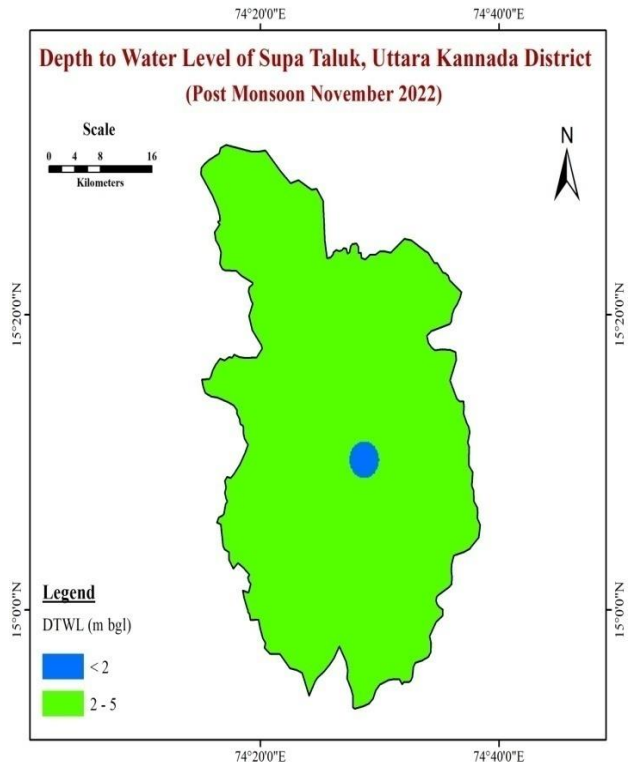 74°20'0"E 74°40'0"E
Depth to Water Level of Supa Taluk, Uttara Kannada District
(Post Monsoon November 2022)
Scale
0 4 8 16
Kilometers
N
15°20'0"N 15°20'0"N
15°0'0"N 15°0'0"N
Legend
DTWL (m bgl)
< 2
2 - 5
74°20'0"E 74°40'0"E